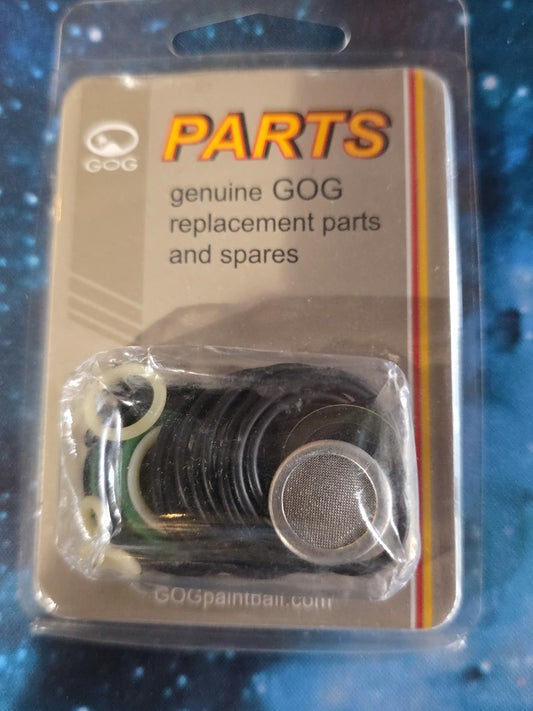 PARTS
GOG
genuine GOG
replacement parts
and spares
GOGpaintball.com